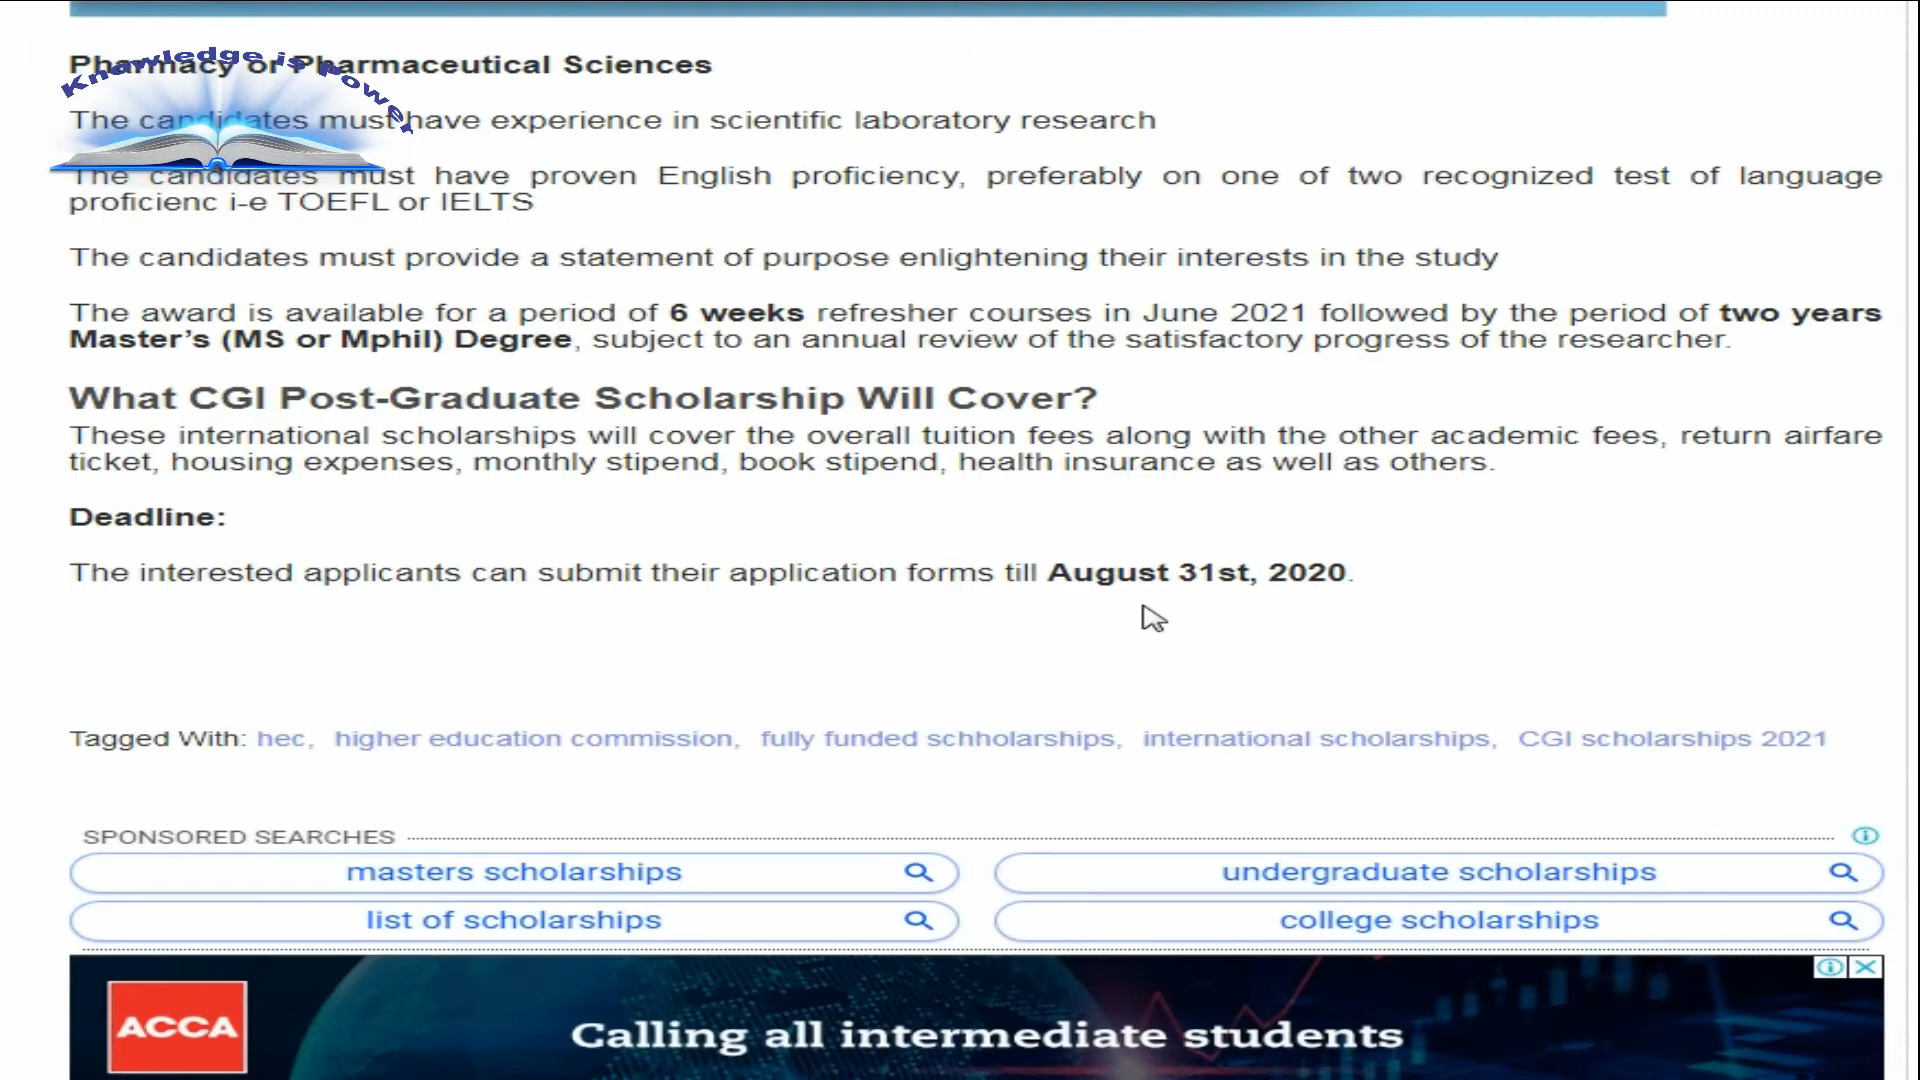 Knowledge is Power
Pharmacy or Pharmaceutical Sciences
The candidates must have experience in scientific laboratory research
The candidates must have proven English proficiency, preferably on one of two recognized test of language
proficienc i-e TOEFL or IELTS
The candidates must provide a statement of purpose enlightening their interests in the study
The award is available for a period of 6 weeks refresher courses in June 2021 followed by the period of two years
Master's (MS or Mphil) Degree, subject to an annual review of the satisfactory progress of the researcher.
What CGI Post-Graduate Scholarship Will Cover?
These international scholarships will cover the overall tuition fees along with the other academic fees, return airfare
ticket, housing expenses, monthly stipend, book stipend, health insurance as well as others.
Deadline:
The interested applicants can submit their application forms till August 31st, 2020.
Tagged With: hec, higher education commission, fully funded schholarships, international scholarships, CGI scholarships 2021
SPONSORED SEARCHES
masters scholarships
undergraduate scholarships
list of scholarships
college scholarships
ACCA
Calling all intermediate students